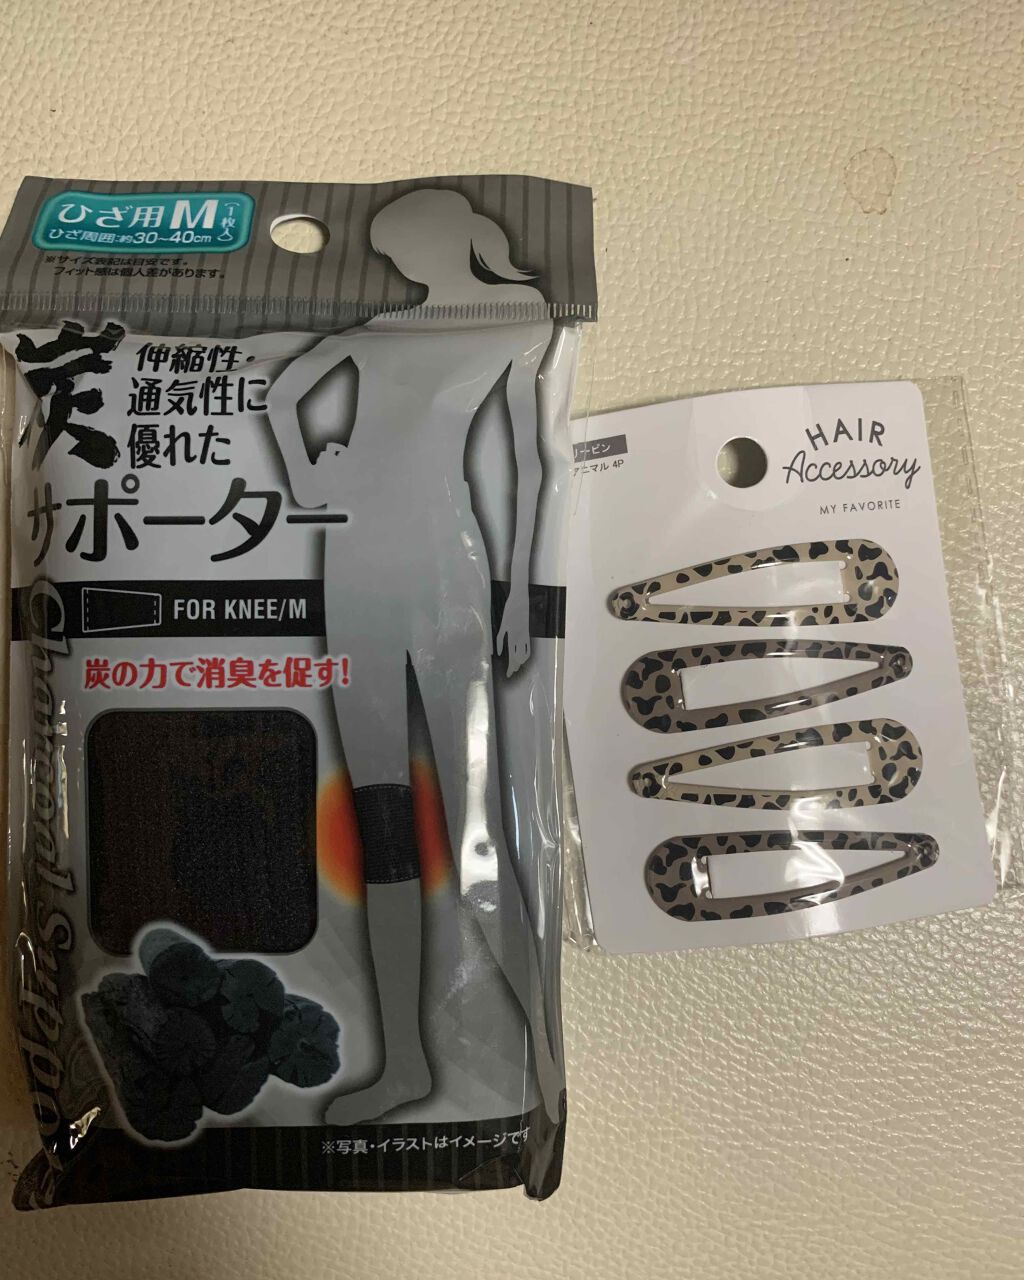 ひざ用M(1枚入)
ひざ周囲:約30~40cm
※サイズ表記は目安です。
フィット感は個人差があります。
炭
伸縮性・
通気性に
優れた
サポーター
FOR KNEE/M
炭の力で消臭を促す!
Charcoal Suppo
※写真・イラストはイメージです
リーピン
アニマル 4P
HAIR
Accessory
MY FAVORITE